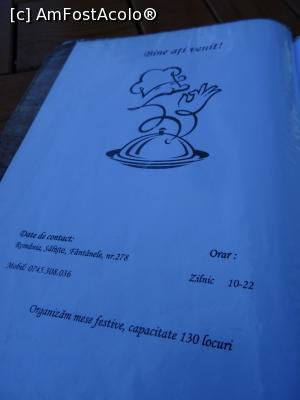 [c] AmFostAcolo®
Bine ați venit!
Date de contact:
România, Săliște, Fântânele, nr.278
Mobil: 0745.308.036
Orar :
Zilnic 10-22
Organizăm mese festive, capacitate 130 locuri